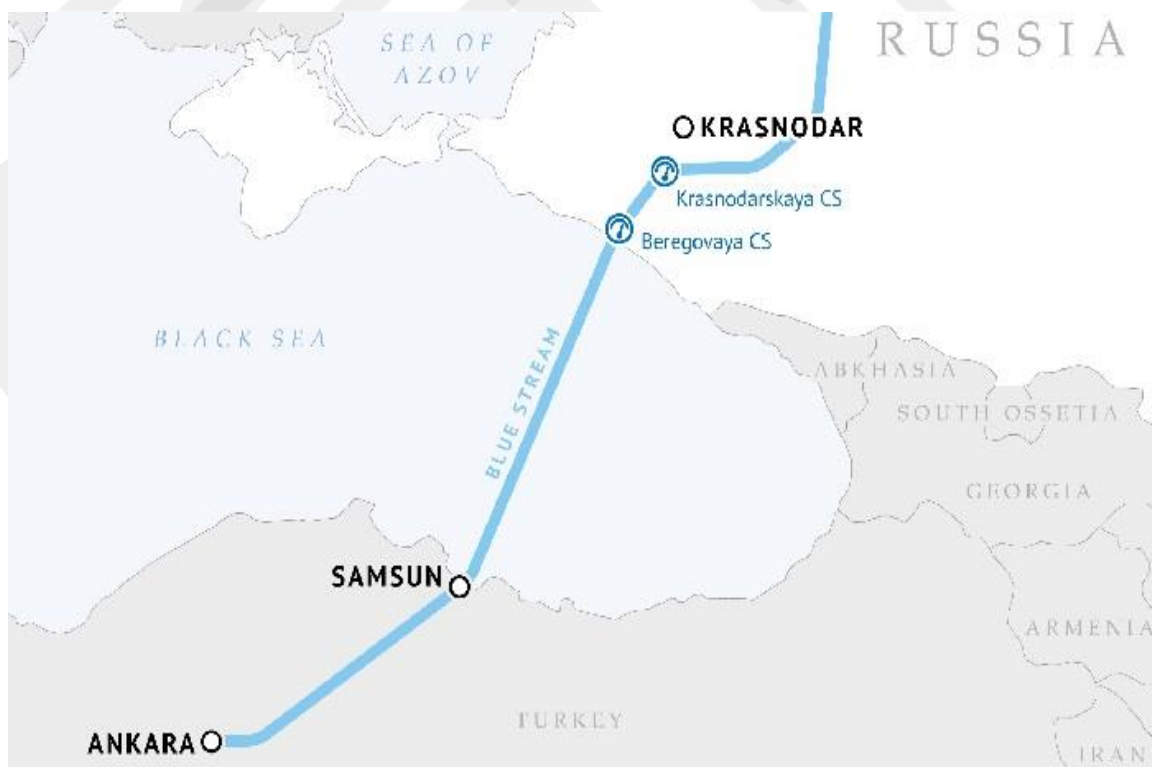 SEA OF
AZOV
RUSSIA
KRASNODAR
Krasnodarskaya CS
Beregovaya CS
BLACK SEA
BLUE STREAM
ABKHASIA
SOUTH OSSETIA
GEORGIA
SAMSUN
ARMENIA
TURKEY
ANKARA
IRAN